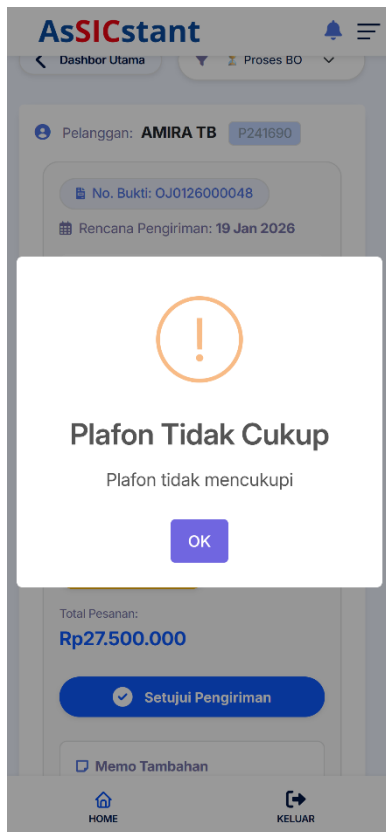 AsSICstant
Dashbor Utama
⏳ Proses BO
Pelanggan: AMIRA TB P241690
No. Bukti: OJ0126000048
Rencana Pengiriman: 19 Jan 2026
!
Plafon Tidak Cukup
Plafon tidak mencukupi
OK
Total Pesanan:
Rp27.500.000
Setujui Pengiriman
Memo Tambahan
HOME
KELUAR